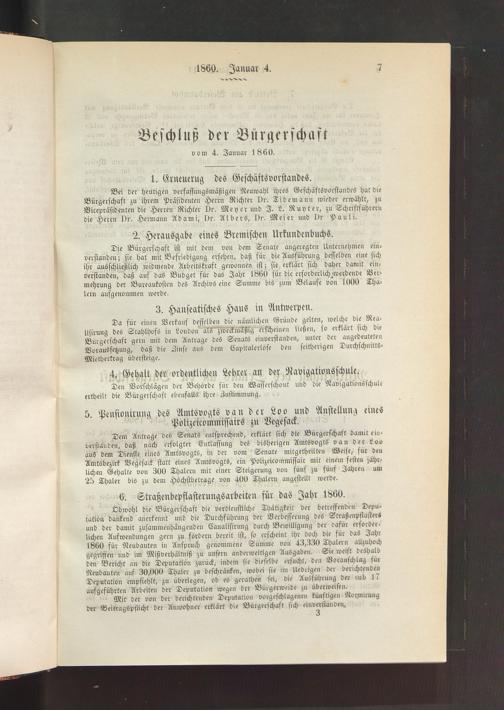 1860. Januar 4.
7
Beschluß der Bürgerschaft
vom 4. Januar 1860.
1. Erneuerug des Geschäftsvorstandes.
Bei der heutigen verfassungsmäßigen Neuwahl ihres Geschäftsvorstandes hat die
Bürgerschaft zu ihrem Präsidenten Herrn Richter Dr. Tidemann wieder erwählt, zu
Vicepräsidenten die Herren Richter Dr. Meyer und J. E. Ruyter, zu Schriftführern
die Herrn Dr. Hermann Adami, Dr. Albers, Dr. Meier und Dr Pauli.
2. Herausgabe eines Bremischen Urkundenbuchs.
Die Bürgerschaft ist mit dem von dem Senate angeregten Unternehmen ein-
verstanden; sie hat mit Befriedigung ersehen, daß für die Ausführung desselben eine sich
ihr ausschließlich widmende Arbeitskraft gewonnen ist; sie erklärt sich daher damit ein-
verstanden, daß auf das Budget für das Jahr 1860 für die erforderlich werdende Ver-
mehrung der Bureaukosten des Archivs eine Summe bis zum Belaufe von 1000 Tha-
lern aufgenommen werde.
3. Hanseatisches Haus in Antwerpen.
Da für einen Verkauf desselben die nämlichen Gründe gelten, welche die Rea-
lisirung des Stahlhofs in London als zweckmäßig erscheinen ließen, so erklärt sich die
Bürgerschaft gern mit dem Antrage des Senats einverstanden, unter der angedeuteten
Voraussetzung, daß die Zinse aus dem Capitalerlöse den seitherigen Durchschnitts-
Miethertrag übersteige.
4. Gehalt der ordentlichen Lehrer an der Navigationsschule.
Den Vorschlägen der Behörde für den Wasserschout und die Navigationsschule
ertheilt die Bürgerschaft ebenfalls ihre Zustimmung.
5. Pensionirung des Amtsvogts van der Loo und Anstellung eines
Polizeicommissairs zu Vegesack.
Dem Antrage des Senats entsprechend, erklärt sich die Bürgerschaft damit ein-
verstanden, daß nach erfolgter Entlassung des bisherigen Amtsvogts van der Loo
aus dem Dienste eines Amtsvogts, in der vom Senate mitgetheilten Weise, für den
Amtsbezirk Vegesack statt eines Amtsvogts, ein Polizeicommissair mit einem festen jähr-
lichen Gehalte von 300 Thalern mit einer Steigerung von fünf zu fünf Jahren um
25 Thaler bis zu dem Höchstbetrage von 400 Thalern angestellt werde.
6. Straßenbepflasterungsarbeiten für das Jahr 1860.
Obwohl die Bürgerschaft die verdienstliche Thätigkeit der betreffenden Depu-
tation dankend anerkennt und die Durchführung der Verbesserung des Straßenpflasters
und der damit zusammenhängenden Canalisirung durch Bewilligung der dafür erforder-
lichen Aufwendungen gern zu fördern bereit ist, so erscheint ihr doch die für das Jahr
1860 für Neubauten in Anspruch genommene Summe von 43,330 Thalern allzuhoch
gegriffen und im Mißverhältniß zu unsern anderweitigen Ausgaben. Sie weist deshalb
den Bericht an die Deputation zurück, indem sie dieselbe ersucht, den Voranschlag für
Neubauten auf 30,000 Thaler zu beschränken, wobei sie im Uebrigen der berichtenden
Deputation empfiehlt, zu überlegen, ob es gerathen sei, die Ausführung der sub 17
aufgeführten Arbeiten der Deputation wegen der Bürgerweide zu überweisen.
Mit der von der berichtenden Deputation vorgeschlagenen künftigen Normirung
der Beitragspflicht der Anwohner erklärt die Bürgerschaft sich einverstanden,
3